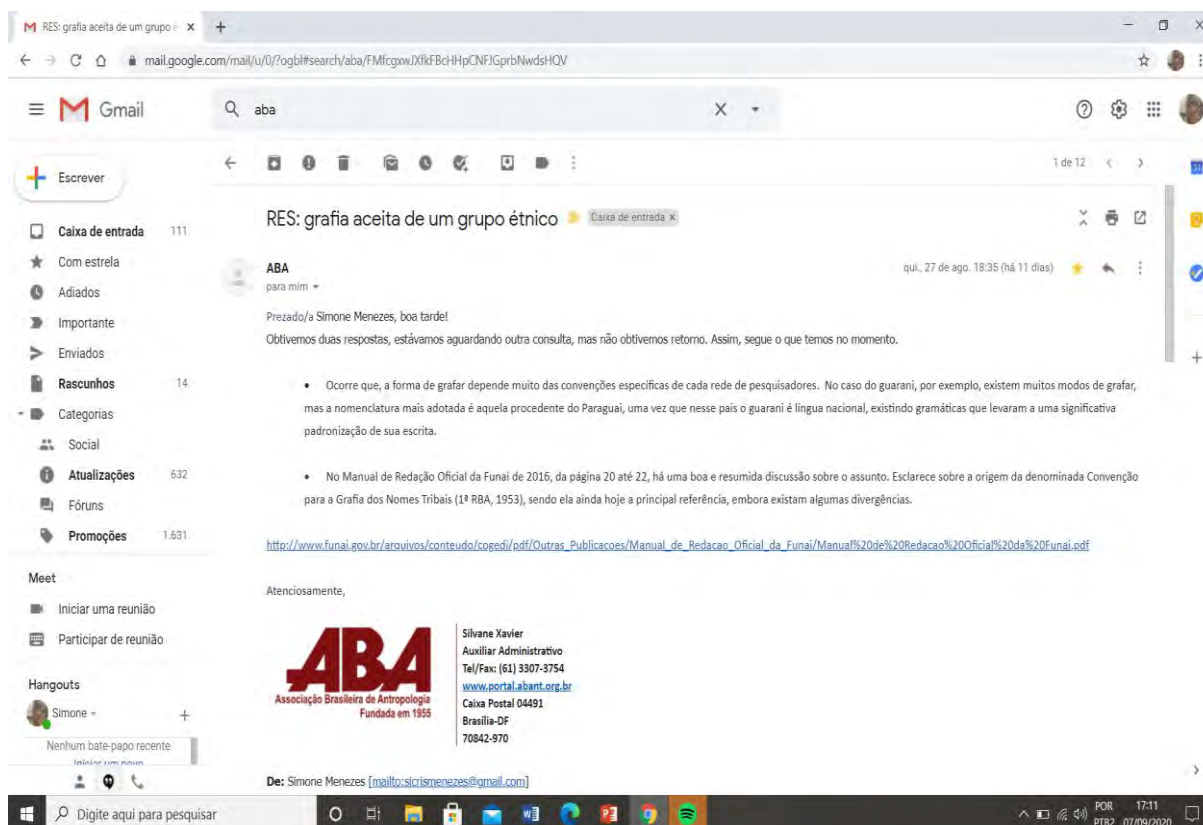 RES: grafia aceita de um grupo é
mail.google.com/mail/u/0/?ogbl#search/aba/FMfcgxwJXfkFBcHHpCNFJGprbNwdsHQV
Gmail
aba
Escrever
1 de 12
RES: grafia aceita de um grupo étnico
Caixa de entrada x
Caixa de entrada 111
Com estrela
Adiados
Importante
Enviados
Rascunhos 14
Categorias
Social
Atualizações 632
Fóruns
Promoções 1.631
Meet
Iniciar uma reunião
Participar de reunião
Hangouts
Simone
Nenhum bate-papo recente
ABA
qui., 27 de ago. 18:35 (há 11 dias)
para mim
Prezado/a Simone Menezes, boa tarde!
Obtivemos duas respostas, estávamos aguardando outra consulta, mas não obtivemos retorno. Assim, segue o que temos no momento.
• Ocorre que, a forma de grafar depende muito das convenções específicas de cada rede de pesquisadores. No caso do guarani, por exemplo, existem muitos modos de grafar,
mas a nomenclatura mais adotada é aquela procedente do Paraguai, uma vez que nesse país o guarani é língua nacional, existindo gramáticas que levaram a uma significativa
padronização de sua escrita.
• No Manual de Redação Oficial da Funai de 2016, da página 20 até 22, há uma boa e resumida discussão sobre o assunto. Esclarece sobre a origem da denominada Convenção
para a Grafia dos Nomes Tribais (1ª RBA, 1953), sendo ela ainda hoje a principal referência, embora existam algumas divergências.
http://www.funai.gov.br/arquivos/conteudo/cogedi/pdf/Outras_Publicacoes/Manual_de_Redacao_Oficial_da_Funai/Manual%20de%20Redacao%20Oficial%20da%20Funai.pdf
Atenciosamente,
ABA
Associação Brasileira de Antropologia
Fundada em 1955
Silvane Xavier
Auxiliar Administrativo
Tel/Fax: (61) 3307-3754
www.portal.abant.org.br
Caixa Postal 04491
Brasília-DF
70842-970
De: Simone Menezes [mailto:sicrismenezes@gmail.com]
Digite aqui para pesquisar
POR 17:11
PTB2 07/09/2020